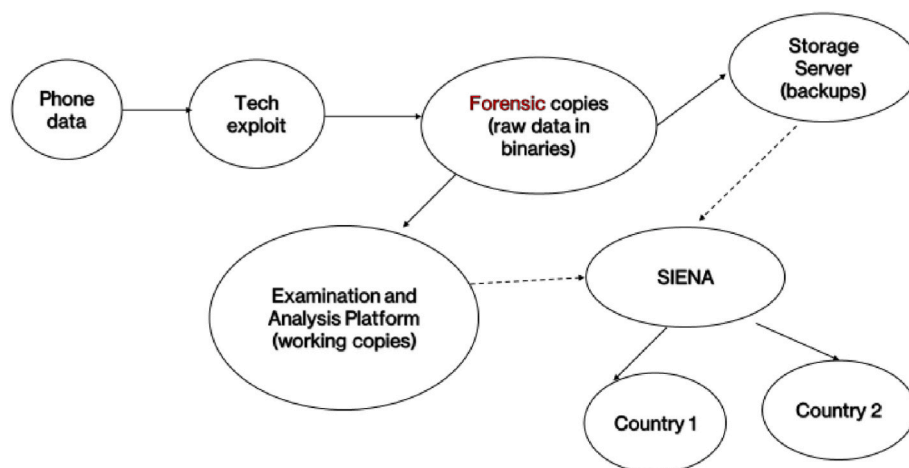 Phone
data
Tech
exploit
Forensic copies
(raw data in
binaries)
Storage
Server
(backups)
Examination and
Analysis Platform
(working copies)
SIENA
Country 1
Country 2